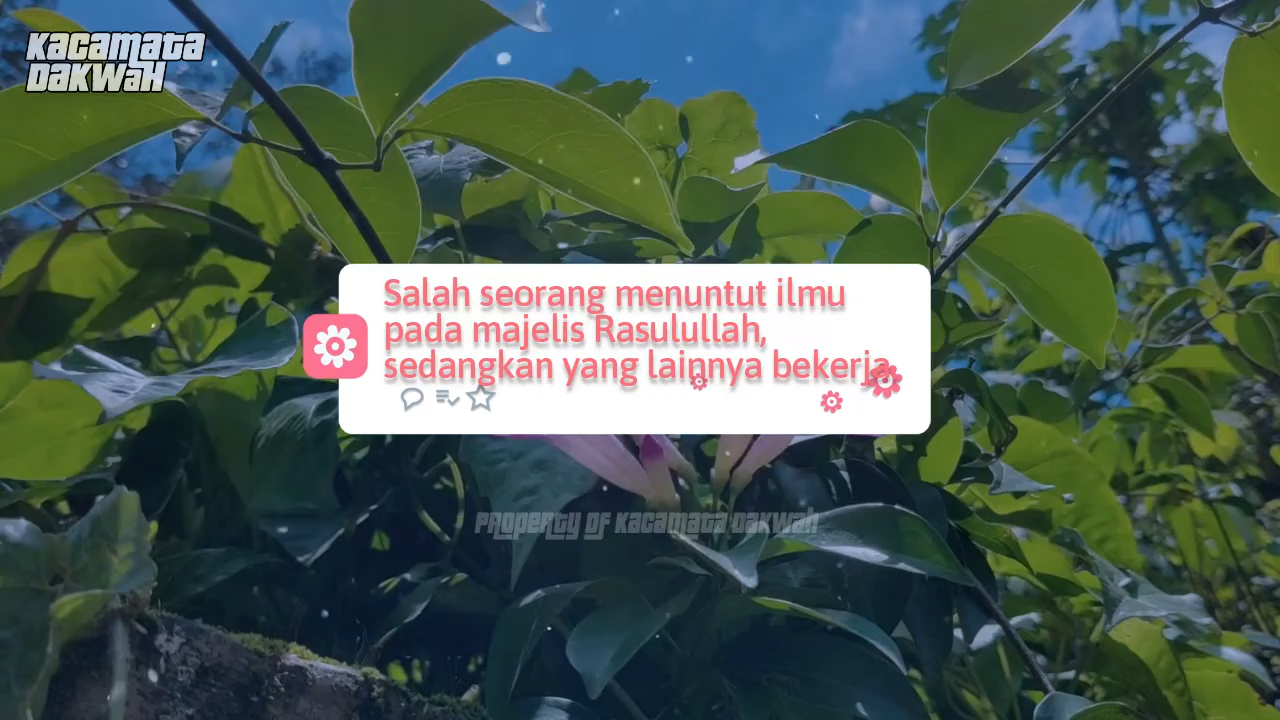 Kacamata
Dakwah
Salah seorang menuntut ilmu
pada majelis Rasulullah,
sedangkan yang lainnya bekerja
Property of Kacamata Dakwah